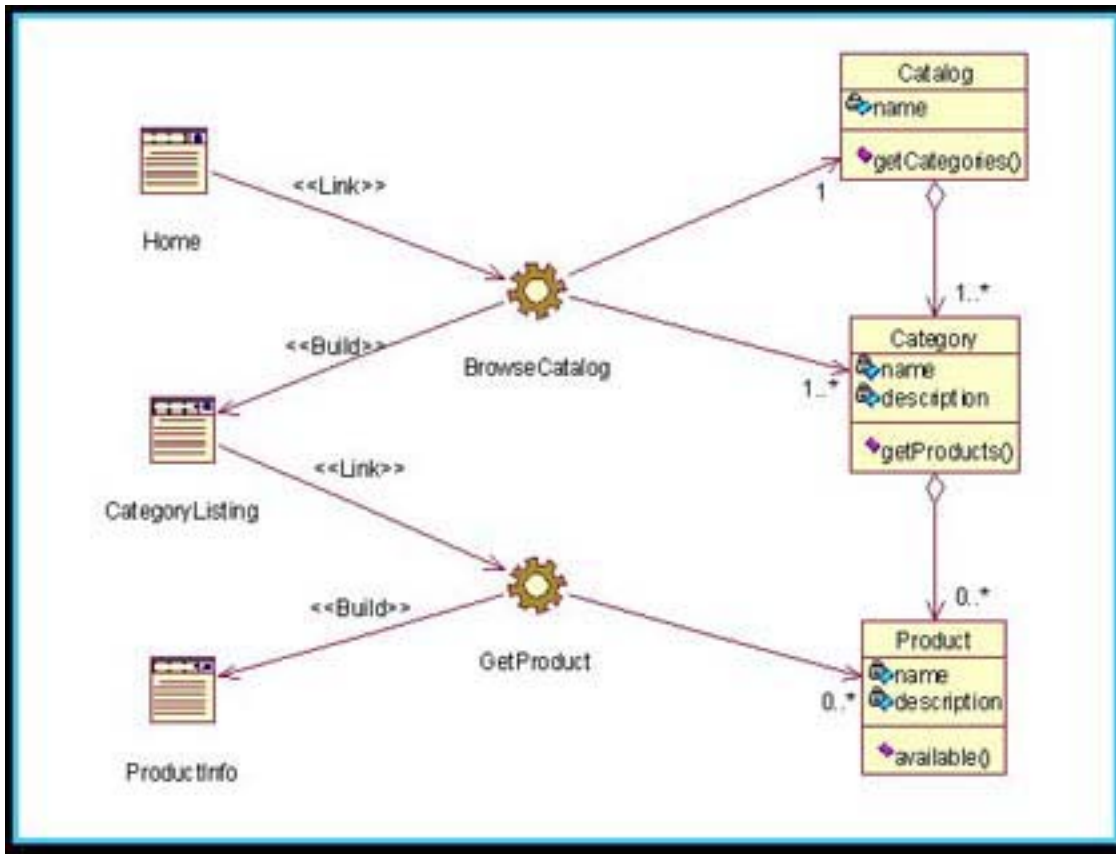 Catalog
name
getCategories()
<<Link>>
1
Home
1..*
Category
<<Build>>
BrowseCatalog
name
1..*
description
getProducts()
<<Link>>
CategoryListing
<<Build>>
0..*
Product
GetProduct
name
0..*
description
available()
ProductInfo